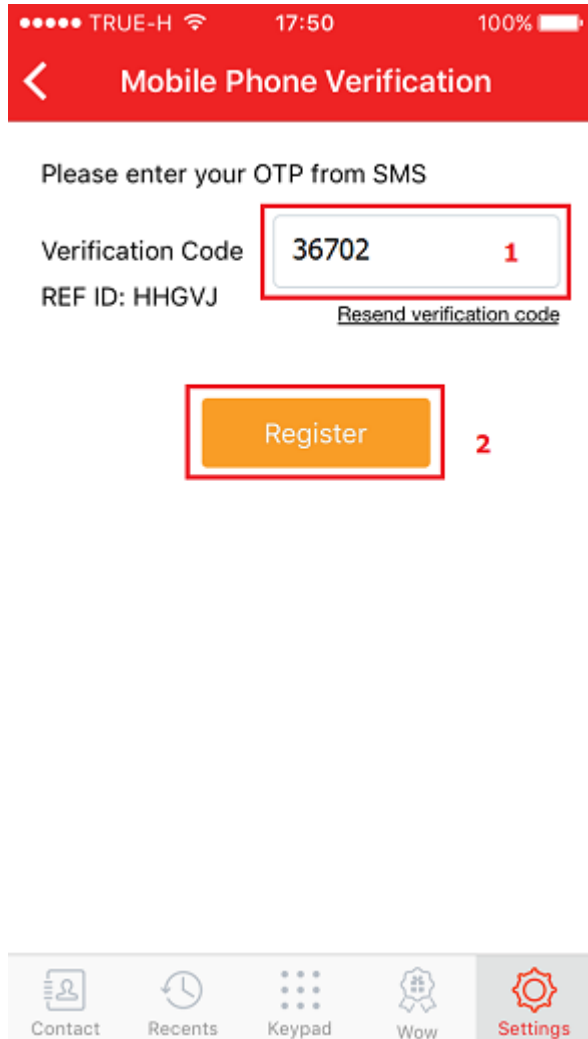 TRUE-H 17:50 100%
Mobile Phone Verification
Please enter your OTP from SMS
Verification Code 36702 1
REF ID: HHGVJ
Resend verification code
Register 2
Contact Recents Keypad Wow Settings